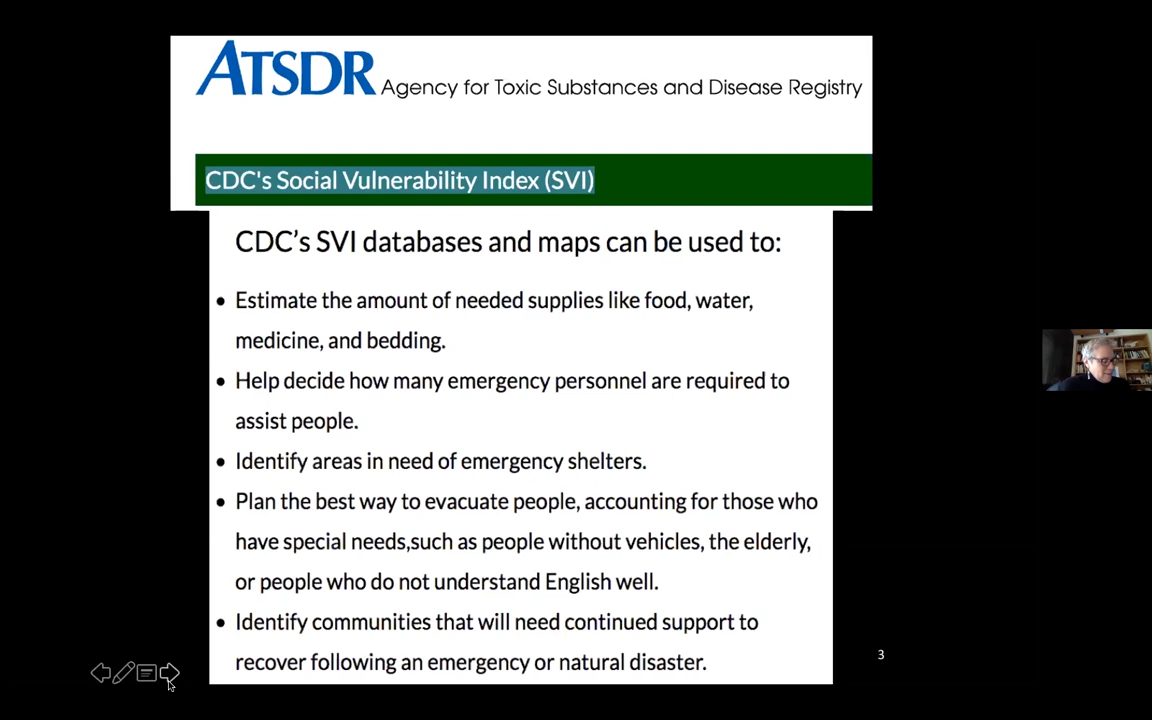 ATSDR Agency for Toxic Substances and Disease Registry
CDC's Social Vulnerability Index (SVI)
CDC’s SVI databases and maps can be used to:
• Estimate the amount of needed supplies like food, water,
medicine, and bedding.
• Help decide how many emergency personnel are required to
assist people.
• Identify areas in need of emergency shelters.
• Plan the best way to evacuate people, accounting for those who
have special needs,such as people without vehicles, the elderly,
or people who do not understand English well.
• Identify communities that will need continued support to
recover following an emergency or natural disaster.
3